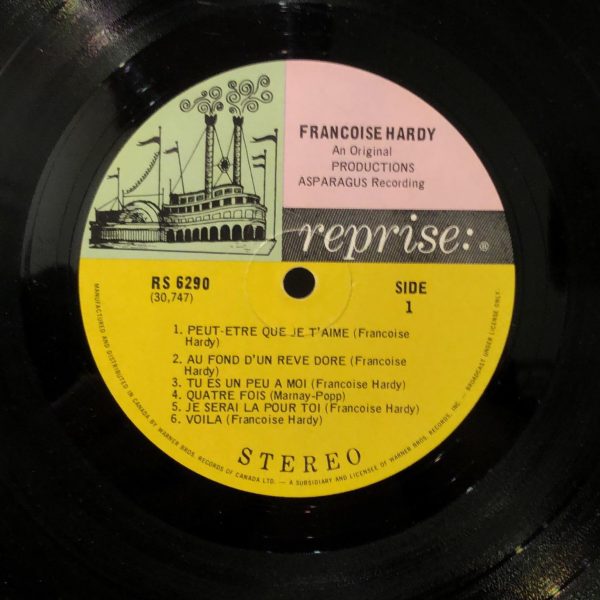 FRANCOISE HARDY
An Original
PRODUCTIONS
ASPARAGUS Recording
reprise: ®
RS 6290
(30,747)
SIDE
1
1. PEUT-ETRE QUE JE T'AIME (Francoise
Hardy)
2. AU FOND D'UN REVE DORE (Francoise
Hardy)
3. TU ES UN PEU A MOI (Francoise Hardy)
4. QUATRE FOIS (Marnay-Popp)
5. JE SERAI LA POUR TOI (Francoise Hardy)
6. VOILA (Francoise Hardy)
STEREO
MANUFACTURED AND DISTRIBUTED IN CANADA BY WARNER BROS. RECORDS OF CANADA LTD. — A SUBSIDIARY AND LICENSEE OF WARNER BROS. RECORDS, INC. — BROADCAST UNDER LICENSE ONLY.